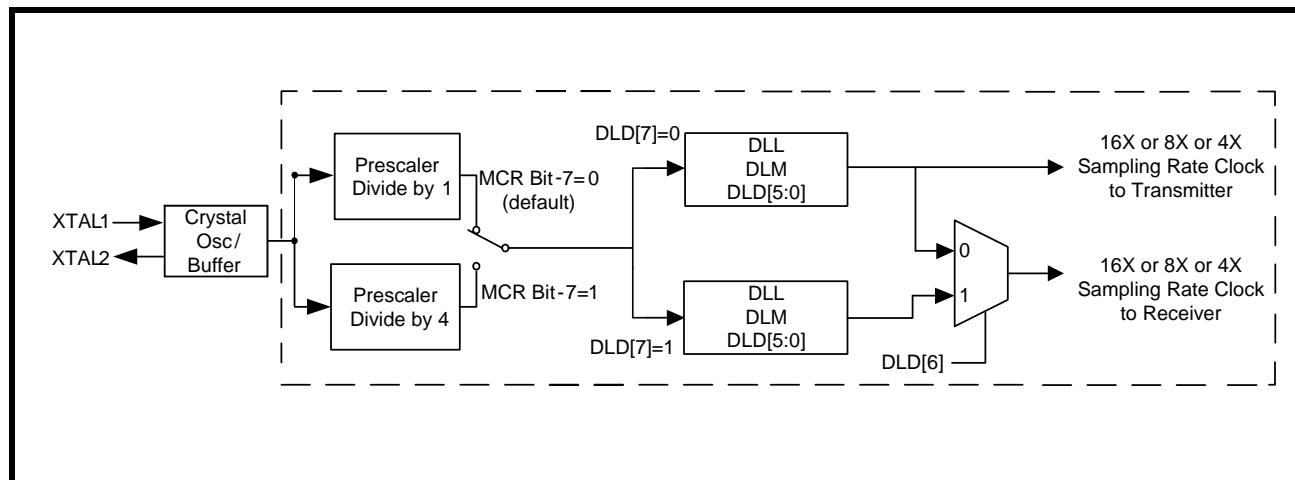 XTAL1
XTAL2
Crystal
Osc/
Buffer
Prescaler
Divide by 1
Prescaler
Divide by 4
MCR Bit-7=0
(default)
MCR Bit-7=1
DLD[7]=0
DLL
DLM
DLD[5:0]
DLD[7]=1
DLL
DLM
DLD[5:0]
0
1
DLD[6]
16X or 8X or 4X
Sampling Rate Clock
to Transmitter
16X or 8X or 4X
Sampling Rate Clock
to Receiver